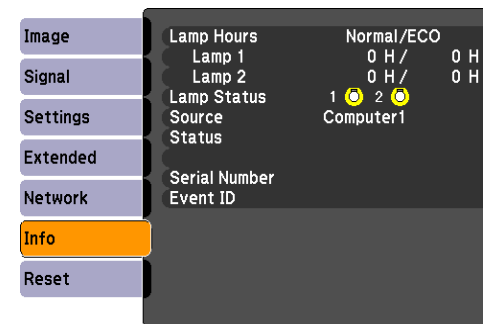 Image
Signal
Settings
Extended
Network
Info
Reset
Lamp Hours Normal/ECO
Lamp 1 0 H / 0 H
Lamp 2 0 H / 0 H
Lamp Status 1 2
Source Computer1
Status
Serial Number
Event ID